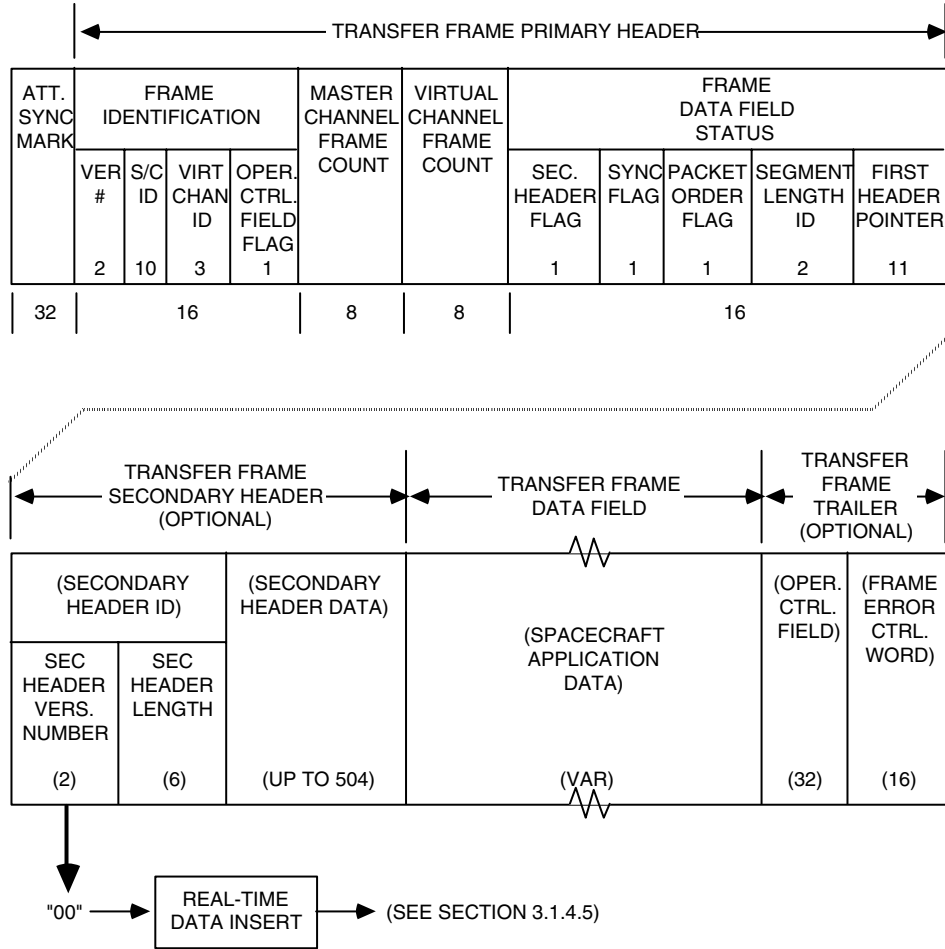 TRANSFER FRAME PRIMARY HEADER
ATT.
SYNC
MARK
FRAME
IDENTIFICATION
MASTER
CHANNEL
FRAME
COUNT
VIRTUAL
CHANNEL
FRAME
COUNT
FRAME
DATA FIELD
STATUS
VER
#
2
S/C
ID
10
VIRT
CHAN
ID
3
OPER.
CTRL.
FIELD
FLAG
1
SEC.
HEADER
FLAG
1
SYNC
FLAG
1
PACKET
ORDER
FLAG
1
SEGMENT
LENGTH
ID
2
FIRST
HEADER
POINTER
11
32
16
8
8
16
TRANSFER FRAME
SECONDARY HEADER
(OPTIONAL)
TRANSFER FRAME
DATA FIELD
TRANSFER
FRAME
TRAILER
(OPTIONAL)
(SECONDARY
HEADER ID)
SEC
HEADER
VERS.
NUMBER
(2)
SEC
HEADER
LENGTH
(6)
(SECONDARY
HEADER DATA)
(UP TO 504)
(SPACECRAFT
APPLICATION
DATA)
(VAR)
(OPER.
CTRL.
FIELD)
(32)
(FRAME
ERROR
CTRL.
WORD)
(16)
"00"
REAL-TIME
DATA INSERT
(SEE SECTION 3.1.4.5)